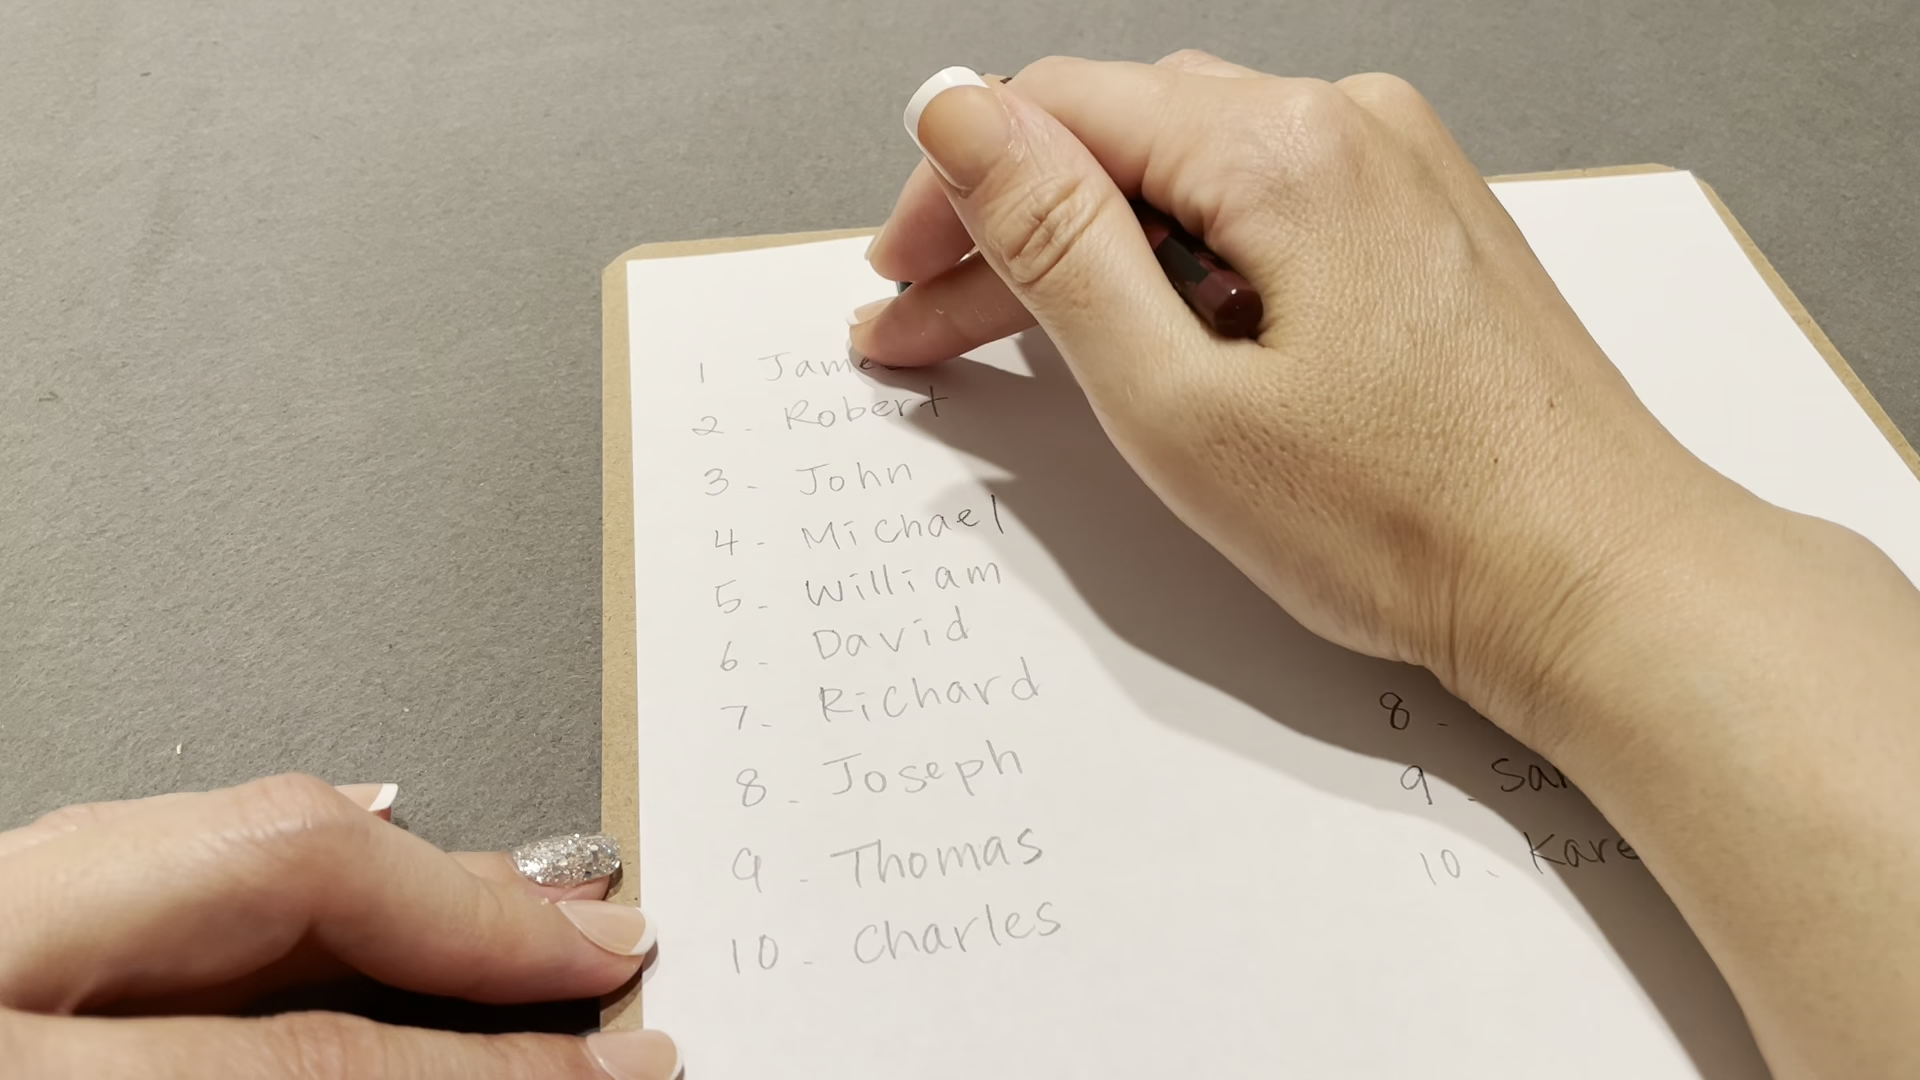 1 James
2 - Robert
3 - John
4 - Michael
5 - William
6 - David
7 - Richard
8 - Joseph
9 - Thomas
10 - Charles
8 -
9 -
10 -